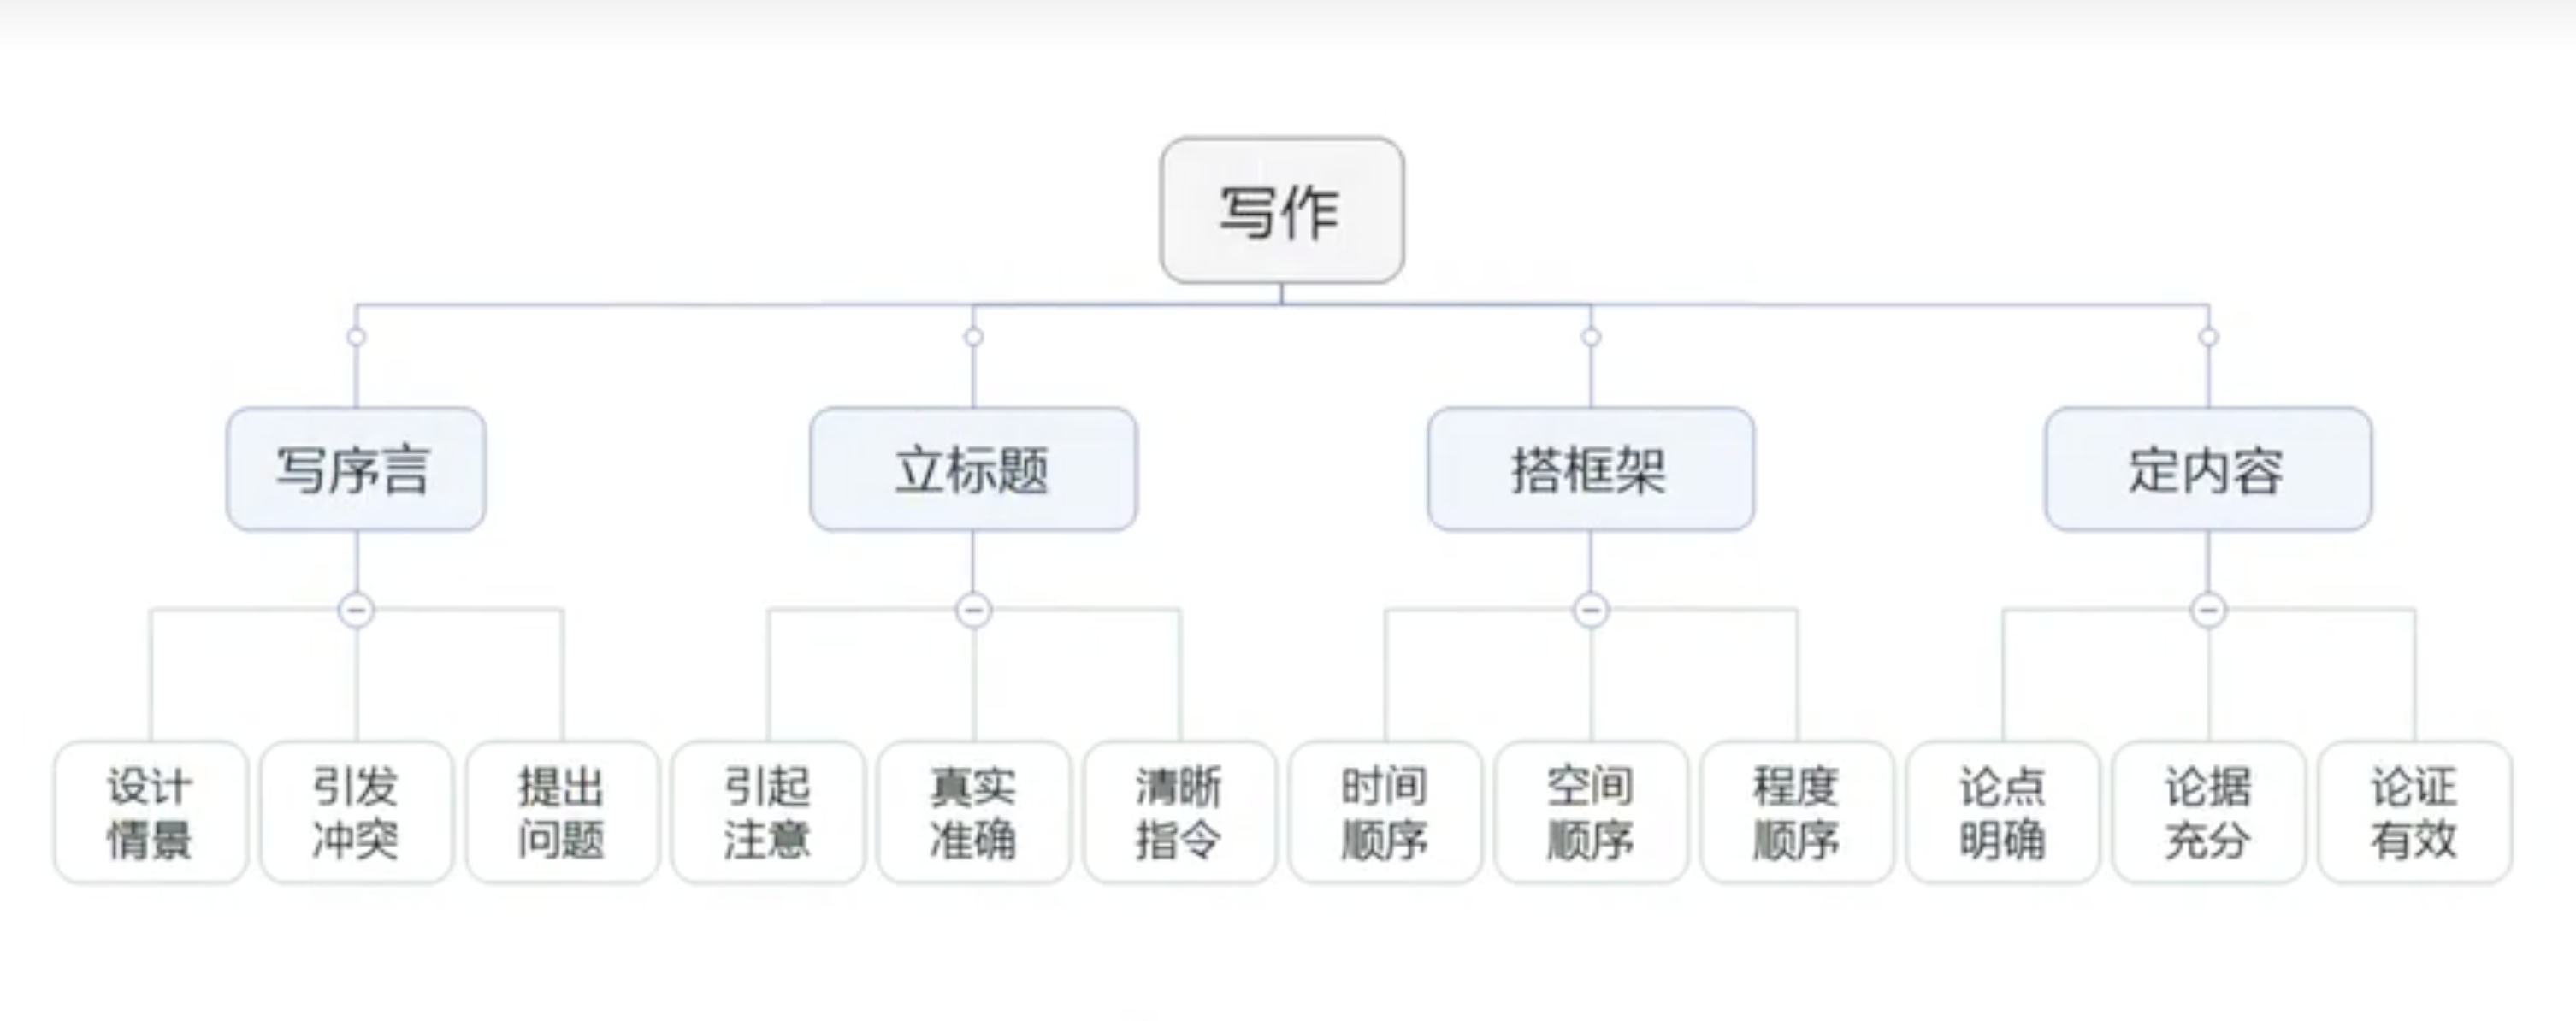 写作
写序言
立标题
搭框架
定内容
设计
情景
引发
冲突
提出
问题
引起
注意
真实
准确
清晰
指令
时间
顺序
空间
顺序
程度
顺序
论点
明确
论据
充分
论证
有效